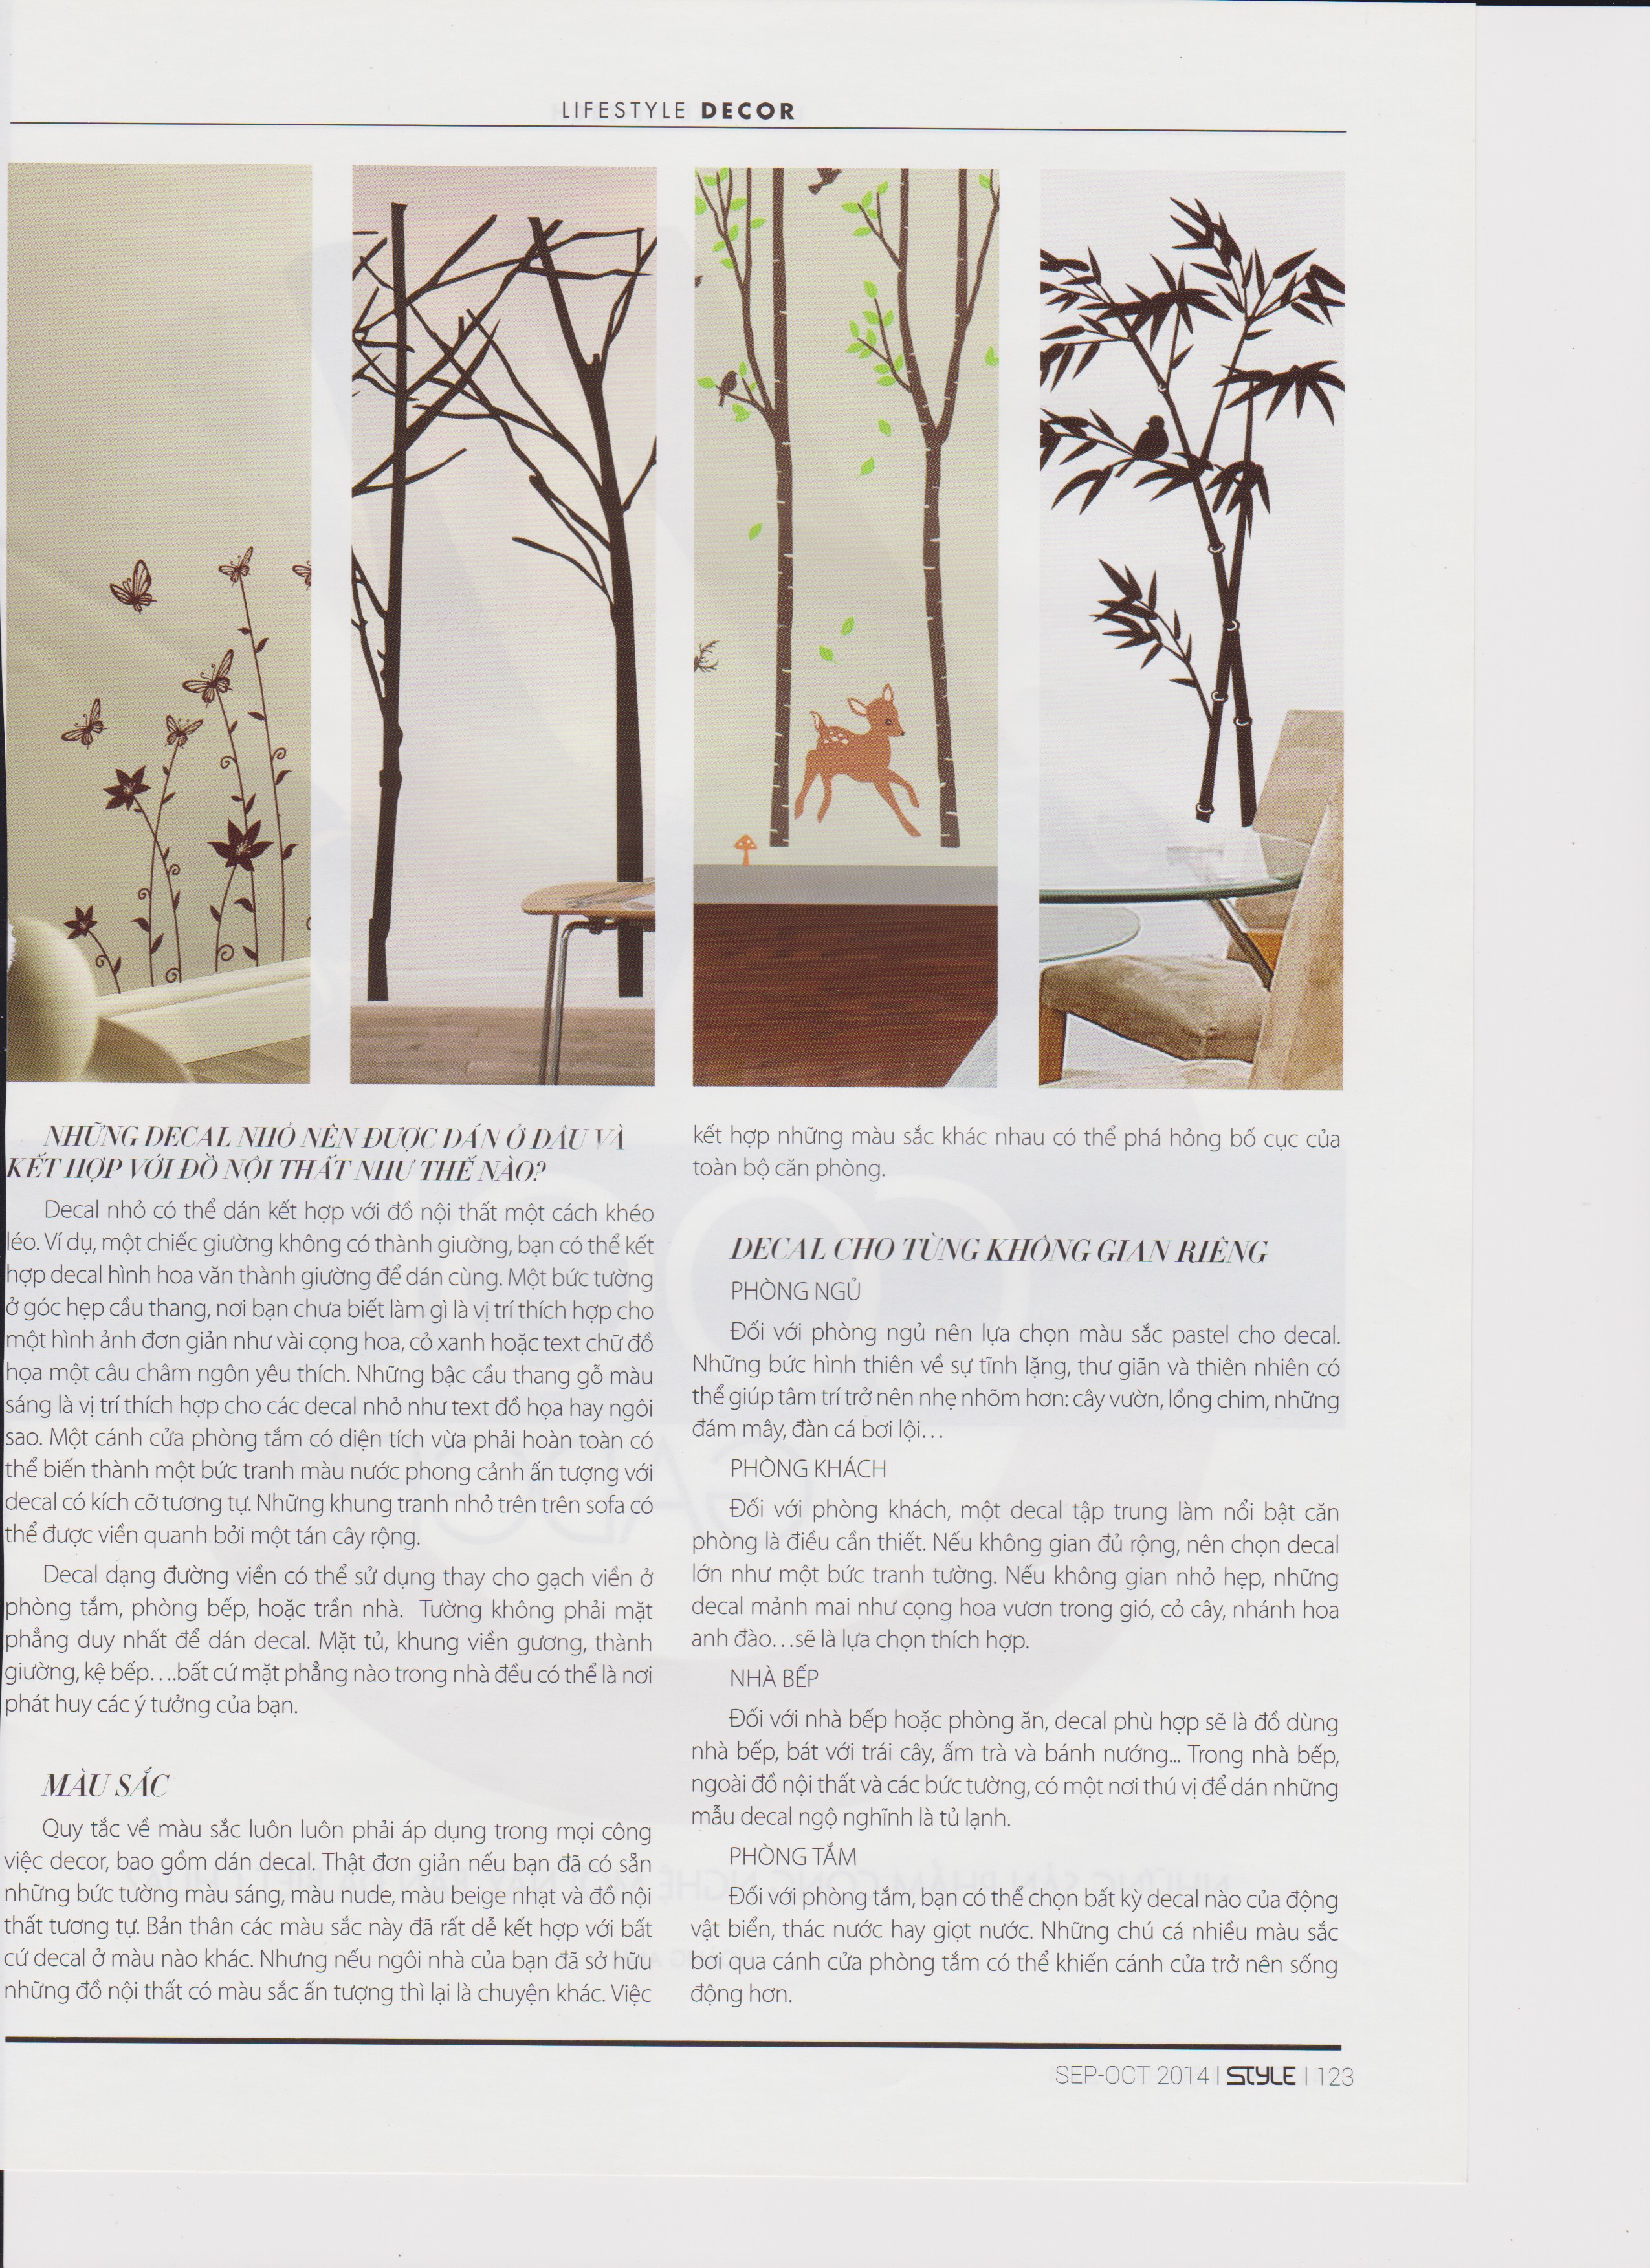 LIFESTYLE DECOR
NHỮNG DECAL NHỎ NÊN ĐƯỢC DÁN Ở ĐÂU VÀ
KẾT HỢP VỚI ĐỒ NỘI THẤT NHƯ THẾ NÀO?
Decal nhỏ có thể dán kết hợp với đồ nội thất một cách khéo
léo. Ví dụ, một chiếc giường không có thành giường, bạn có thể kết
hợp decal hình hoa văn thành giường để dán cùng. Một bức tường
ở góc hẹp cầu thang, nơi bạn chưa biết làm gì là vị trí thích hợp cho
một hình ảnh đơn giản như vài cọng hoa, cỏ xanh hoặc text chữ đồ
họa một câu châm ngôn yêu thích. Những bậc cầu thang gỗ màu
sáng là vị trí thích hợp cho các decal nhỏ như text đồ họa hay ngôi
sao. Một cánh cửa phòng tắm có diện tích vừa phải hoàn toàn có
thể biến thành một bức tranh màu nước phong cảnh ấn tượng với
decal có kích cỡ tương tự. Những khung tranh nhỏ trên trên sofa có
thể được viền quanh bởi một tán cây rộng.
Decal dạng đường viền có thể sử dụng thay cho gạch viền ở
phòng tắm, phòng bếp, hoặc trần nhà. Tường không phải mặt
phẳng duy nhất để dán decal. Mặt tủ, khung viền gương, thành
giường, kệ bếp….bất cứ mặt phẳng nào trong nhà đều có thể là nơi
phát huy các ý tưởng của bạn.
MÀU SẮC
Quy tắc về màu sắc luôn luôn phải áp dụng trong mọi công
việc decor, bao gồm dán decal. Thật đơn giản nếu bạn đã có sẵn
những bức tường màu sáng, màu nude, màu beige nhạt và đồ nội
thất tương tự. Bản thân các màu sắc này đã rất dễ kết hợp với bất
cứ decal ở màu nào khác. Nhưng nếu ngôi nhà của bạn đã sở hữu
những đồ nội thất có màu sắc ấn tượng thì lại là chuyện khác. Việc
kết hợp những màu sắc khác nhau có thể phá hỏng bố cục của
toàn bộ căn phòng.
DECAL CHO TỪNG KHÔNG GIAN RIÊNG
PHÒNG NGỦ
Đối với phòng ngủ nên lựa chọn màu sắc pastel cho decal.
Những bức hình thiên về sự tĩnh lặng, thư giãn và thiên nhiên có
thể giúp tâm trí trở nên nhẹ nhõm hơn: cây vườn, lồng chim, những
đám mây, đàn cá bơi lội…
PHÒNG KHÁCH
Đối với phòng khách, một decal tập trung làm nổi bật căn
phòng là điều cần thiết. Nếu không gian đủ rộng, nên chọn decal
lớn như một bức tranh tường. Nếu không gian nhỏ hẹp, những
decal mảnh mai như cọng hoa vươn trong gió, cỏ cây, nhánh hoa
anh đào…sẽ là lựa chọn thích hợp.
NHÀ BẾP
Đối với nhà bếp hoặc phòng ăn, decal phù hợp sẽ là đồ dùng
nhà bếp, bát với trái cây, ấm trà và bánh nướng... Trong nhà bếp,
ngoài đồ nội thất và các bức tường, có một nơi thú vị để dán những
mẫu decal ngộ nghĩnh là tủ lạnh.
PHÒNG TẮM
Đối với phòng tắm, bạn có thể chọn bất kỳ decal nào của động
vật biển, thác nước hay giọt nước. Những chú cá nhiều màu sắc
bơi qua cánh cửa phòng tắm có thể khiến cánh cửa trở nên sống
động hơn.
SEP-OCT 2014 | STYLE | 123